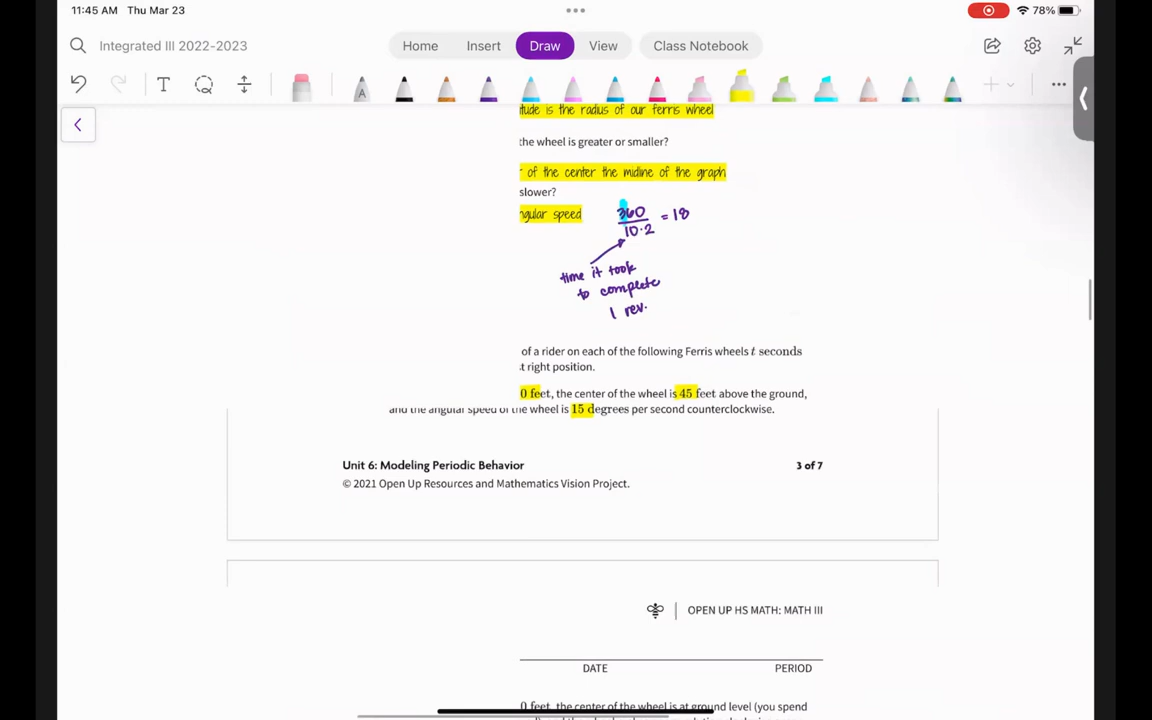 11:45 AM Thu Mar 23
78%
Integrated III 2022-2023
Home Insert Draw View Class Notebook
T
A
itude is the radius of our ferris wheel
the wheel is greater or smaller?
of the center the midline of the graph
slower?
ngular speed
360
10·2
= 18
time it took
to complete
1 rev.
of a rider on each of the following Ferris wheels t seconds
t right position.
0 feet, the center of the wheel is 45 feet above the ground,
and the angular speed of the wheel is 15 degrees per second counterclockwise.
Unit 6: Modeling Periodic Behavior 3 of 7
© 2021 Open Up Resources and Mathematics Vision Project.
OPEN UP HS MATH: MATH III
DATE PERIOD
0 feet, the center of the wheel is at ground level (you spend